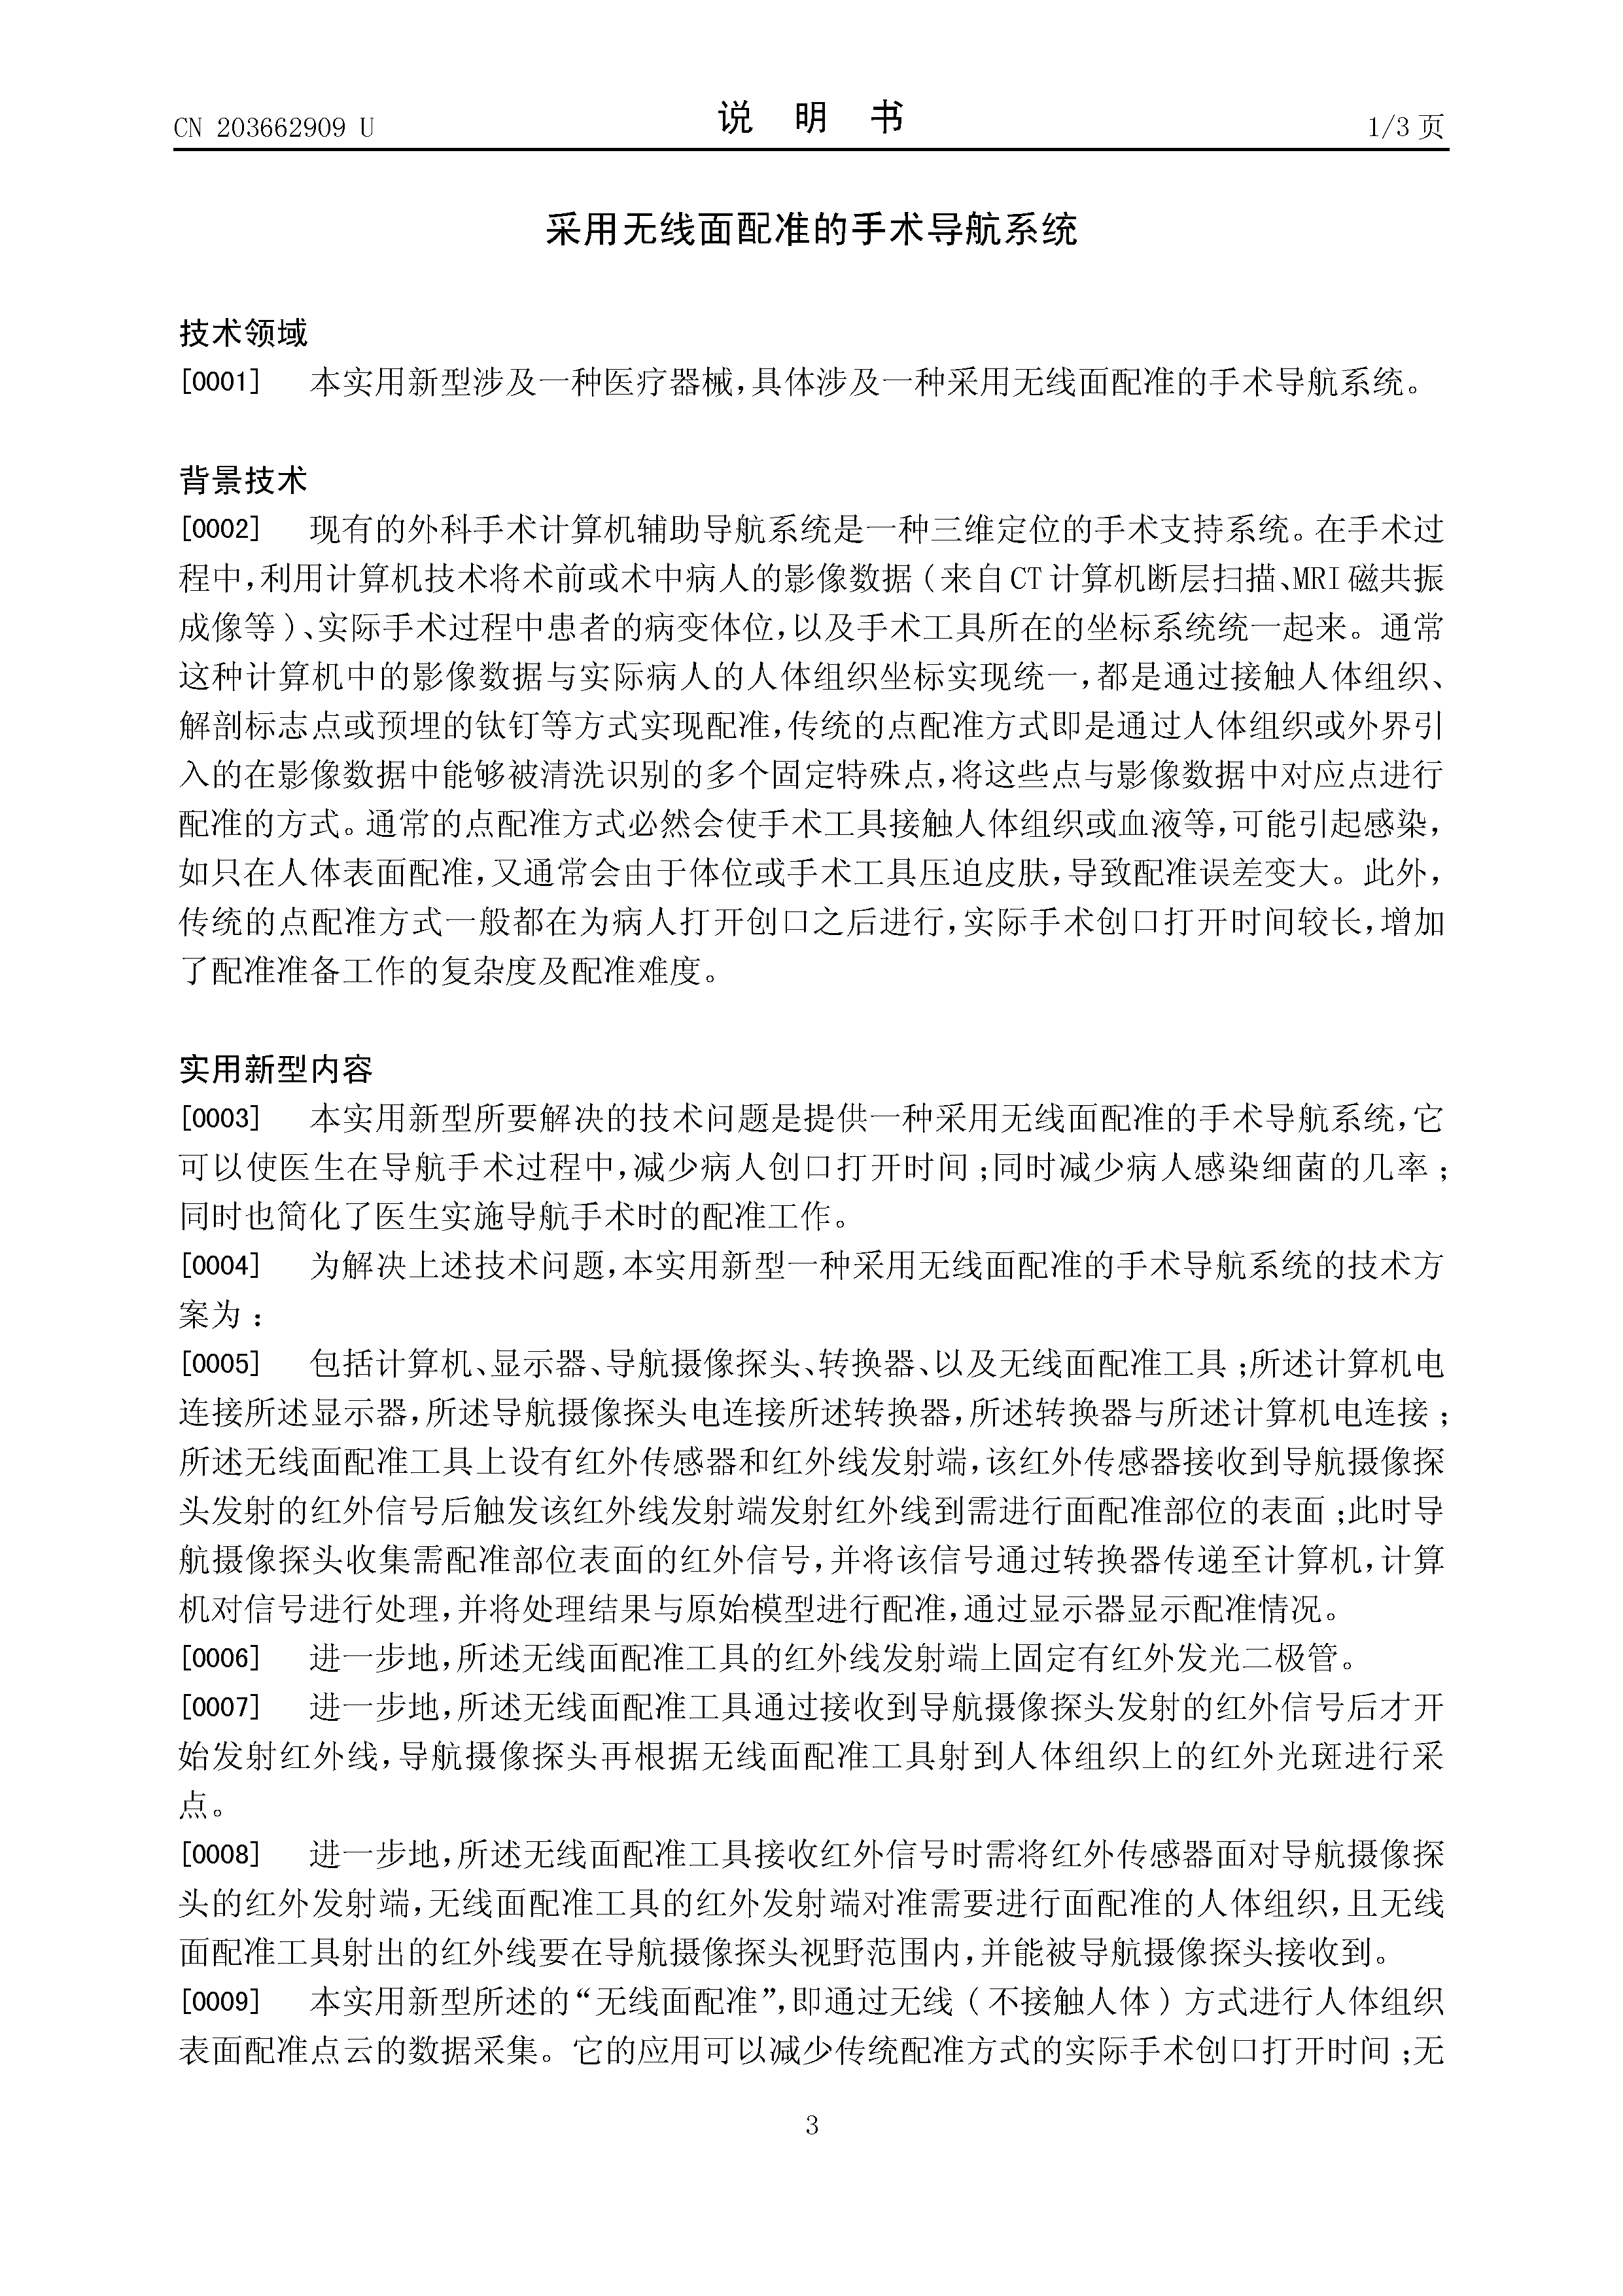 CN 203662909 U
说 明 书
1/3 页
采用无线面配准的手术导航系统
技术领域
[0001] 本实用新型涉及一种医疗器械,具体涉及一种采用无线面配准的手术导航系统。
背景技术
[0002] 现有的外科手术计算机辅助导航系统是一种三维定位的手术支持系统。在手术过
程中,利用计算机技术将术前或术中病人的影像数据(来自CT计算机断层扫描、MRI磁共振
成像等)、实际手术过程中患者的病变体位,以及手术工具所在的坐标系统统一起来。通常
这种计算机中的影像数据与实际病人的人体组织坐标实现统一,都是通过接触人体组织、
解剖标志点或预埋的钛钉等方式实现配准,传统的点配准方式即是通过人体组织或外界引
入的在影像数据中能够被清洗识别的多个固定特殊点,将这些点与影像数据中对应点进行
配准的方式。通常的点配准方式必然会使手术工具接触人体组织或血液等,可能引起感染,
如只在人体表面配准,又通常会由于体位或手术工具压迫皮肤,导致配准误差变大。此外,
传统的点配准方式一般都在为病人打开创口之后进行,实际手术创口打开时间较长,增加
了配准准备工作的复杂度及配准难度。
实用新型内容
[0003] 本实用新型所要解决的技术问题是提供一种采用无线面配准的手术导航系统,它
可以使医生在导航手术过程中,减少病人创口打开时间;同时减少病人感染细菌的几率;
同时也简化了医生实施导航手术时的配准工作。
[0004] 为解决上述技术问题,本实用新型一种采用无线面配准的手术导航系统的技术方
案为:
[0005] 包括计算机、显示器、导航摄像探头、转换器、以及无线面配准工具;所述计算机电
连接所述显示器,所述导航摄像探头电连接所述转换器,所述转换器与所述计算机电连接;
所述无线面配准工具上设有红外传感器和红外线发射端,该红外传感器接收到导航摄像探
头发射的红外信号后触发该红外线发射端发射红外线到需进行面配准部位的表面;此时导
航摄像探头收集需配准部位表面的红外信号,并将该信号通过转换器传递至计算机,计算
机对信号进行处理,并将处理结果与原始模型进行配准,通过显示器显示配准情况。
[0006] 进一步地,所述无线面配准工具的红外线发射端上固定有红外发光二极管。
[0007] 进一步地,所述无线面配准工具通过接收到导航摄像探头发射的红外信号后才开
始发射红外线,导航摄像探头再根据无线面配准工具射到人体组织上的红外光斑进行采
点。
[0008] 进一步地,所述无线面配准工具接收红外信号时需将红外传感器面对导航摄像探
头的红外发射端,无线面配准工具的红外发射端对准需要进行面配准的人体组织,且无线
面配准工具射出的红外线要在导航摄像探头视野范围内,并能被导航摄像探头接收到。
[0009] 本实用新型所述的“无线面配准”,即通过无线(不接触人体)方式进行人体组织
表面配准点云的数据采集。它的应用可以减少传统配准方式的实际手术创口打开时间;无
3